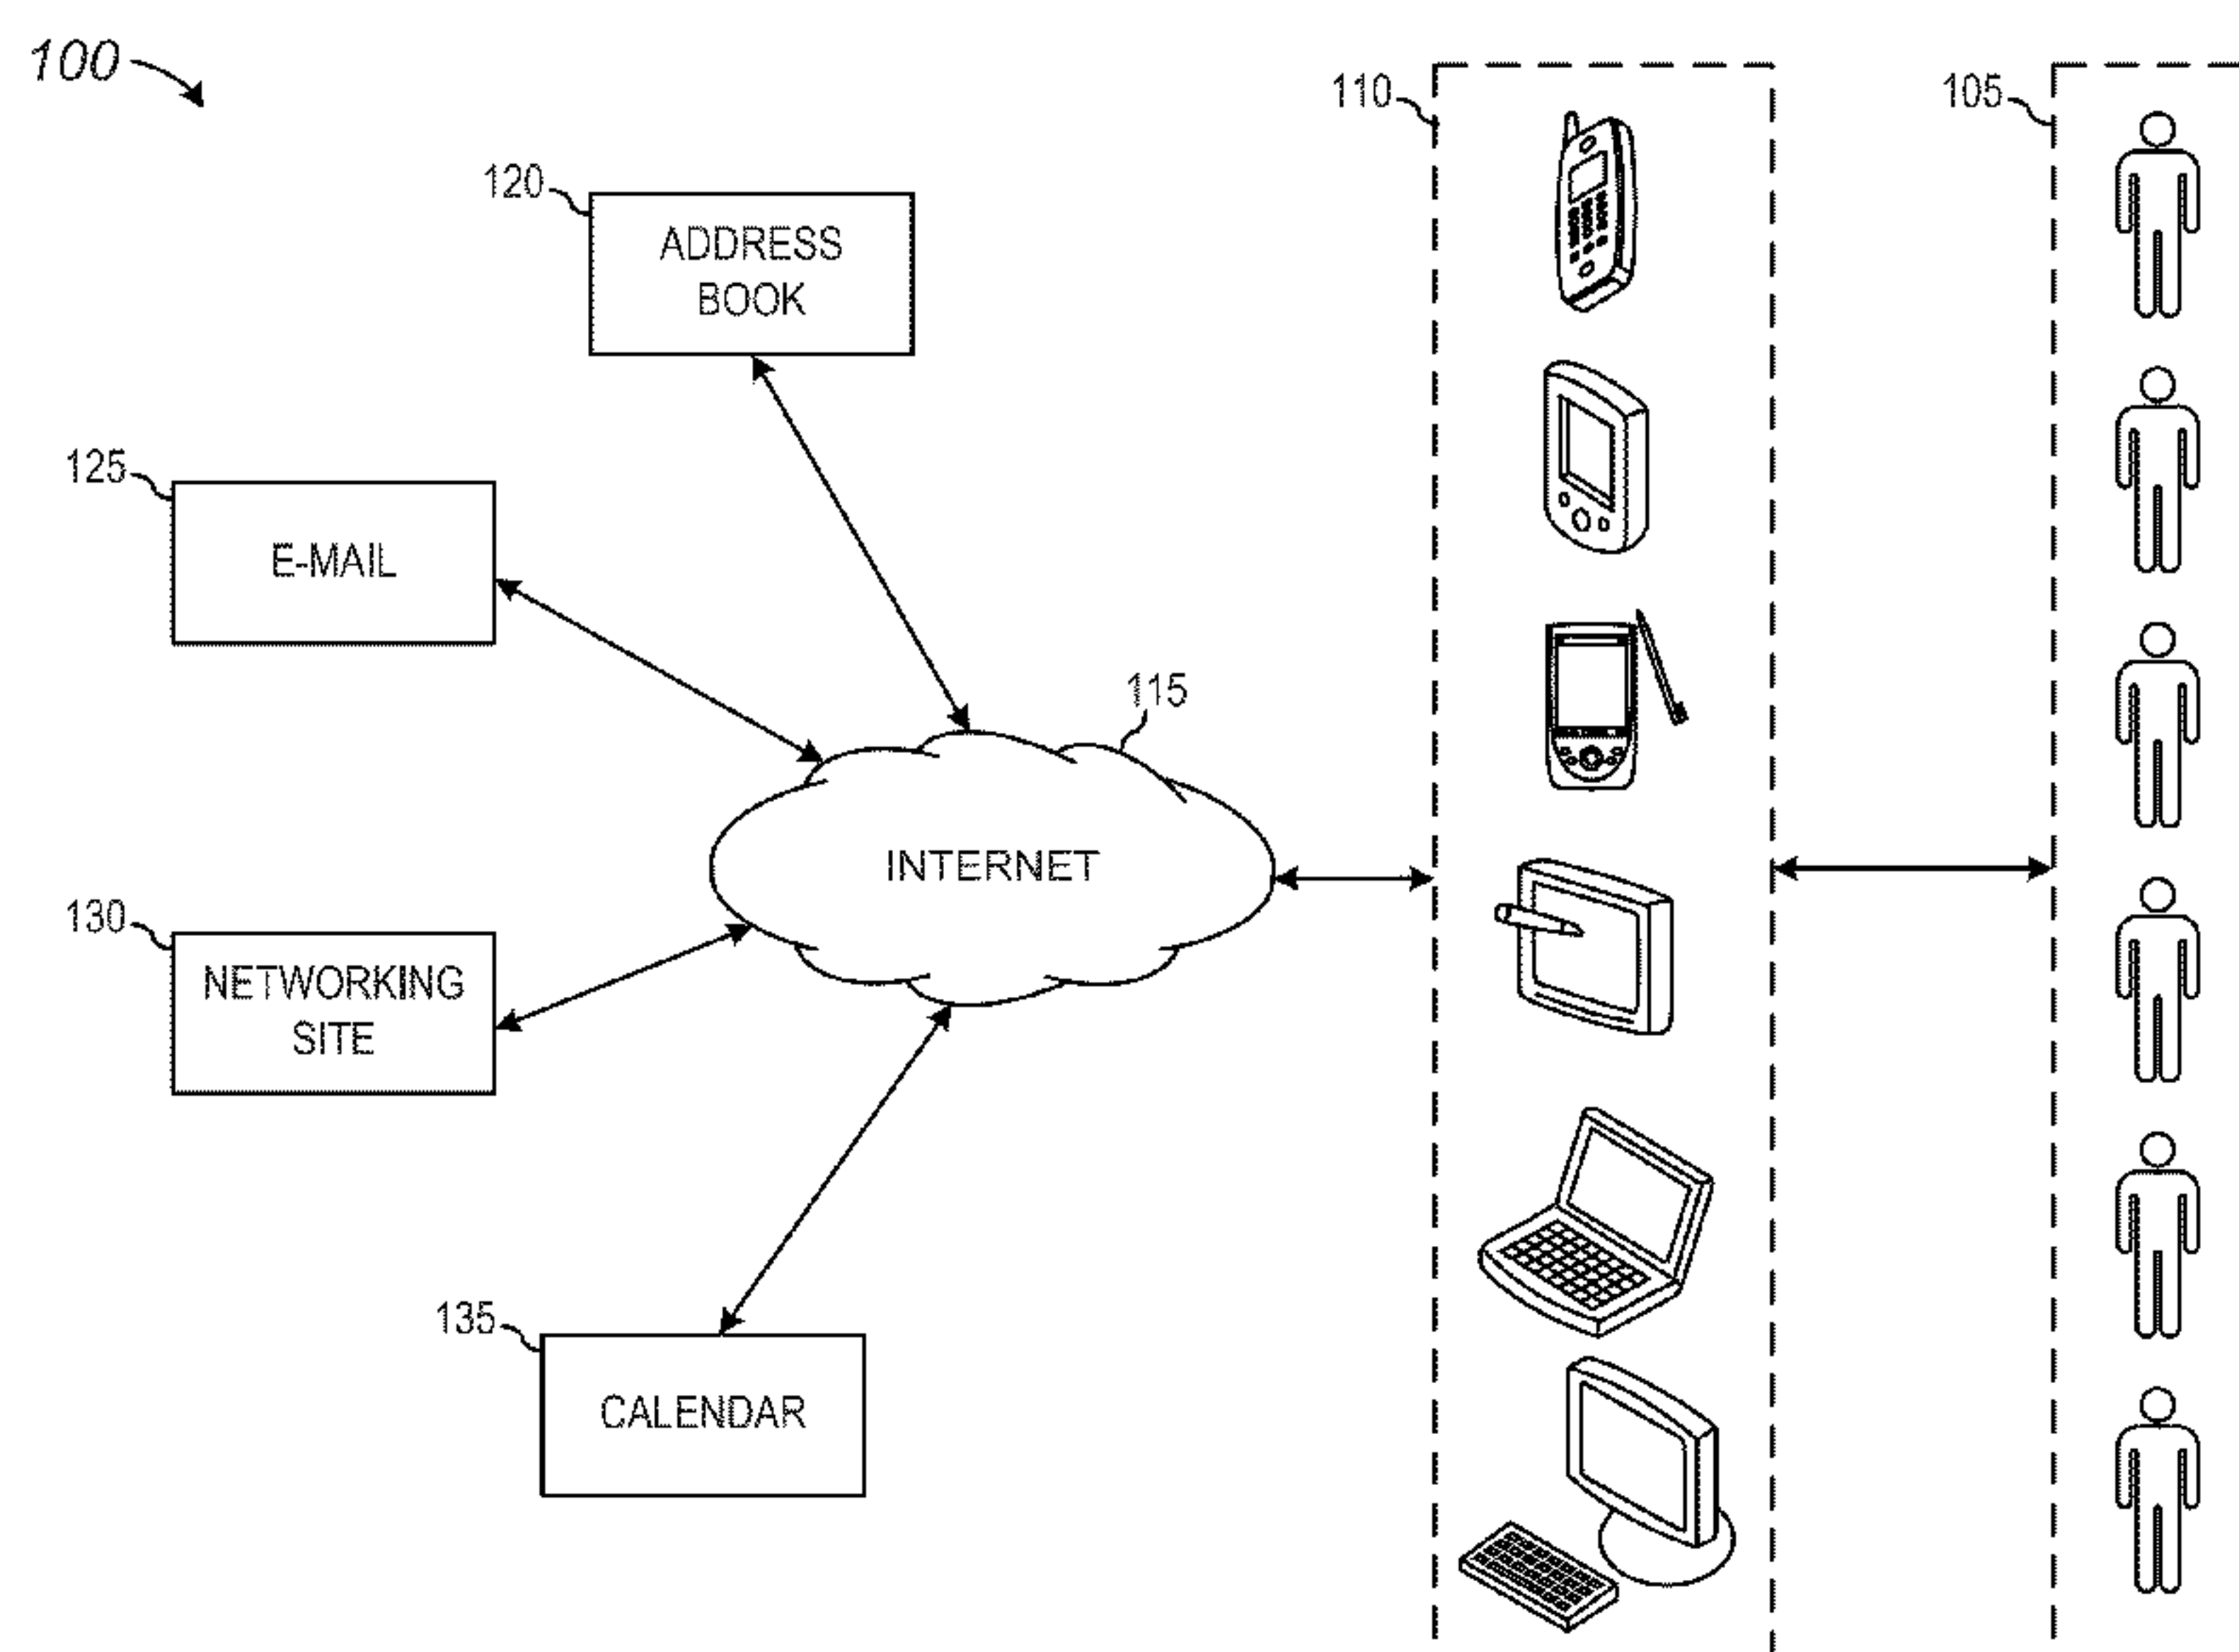 100
110
105
120
ADDRESS
BOOK
125
E-MAIL
115
INTERNET
130
NETWORKING
SITE
135
CALENDAR